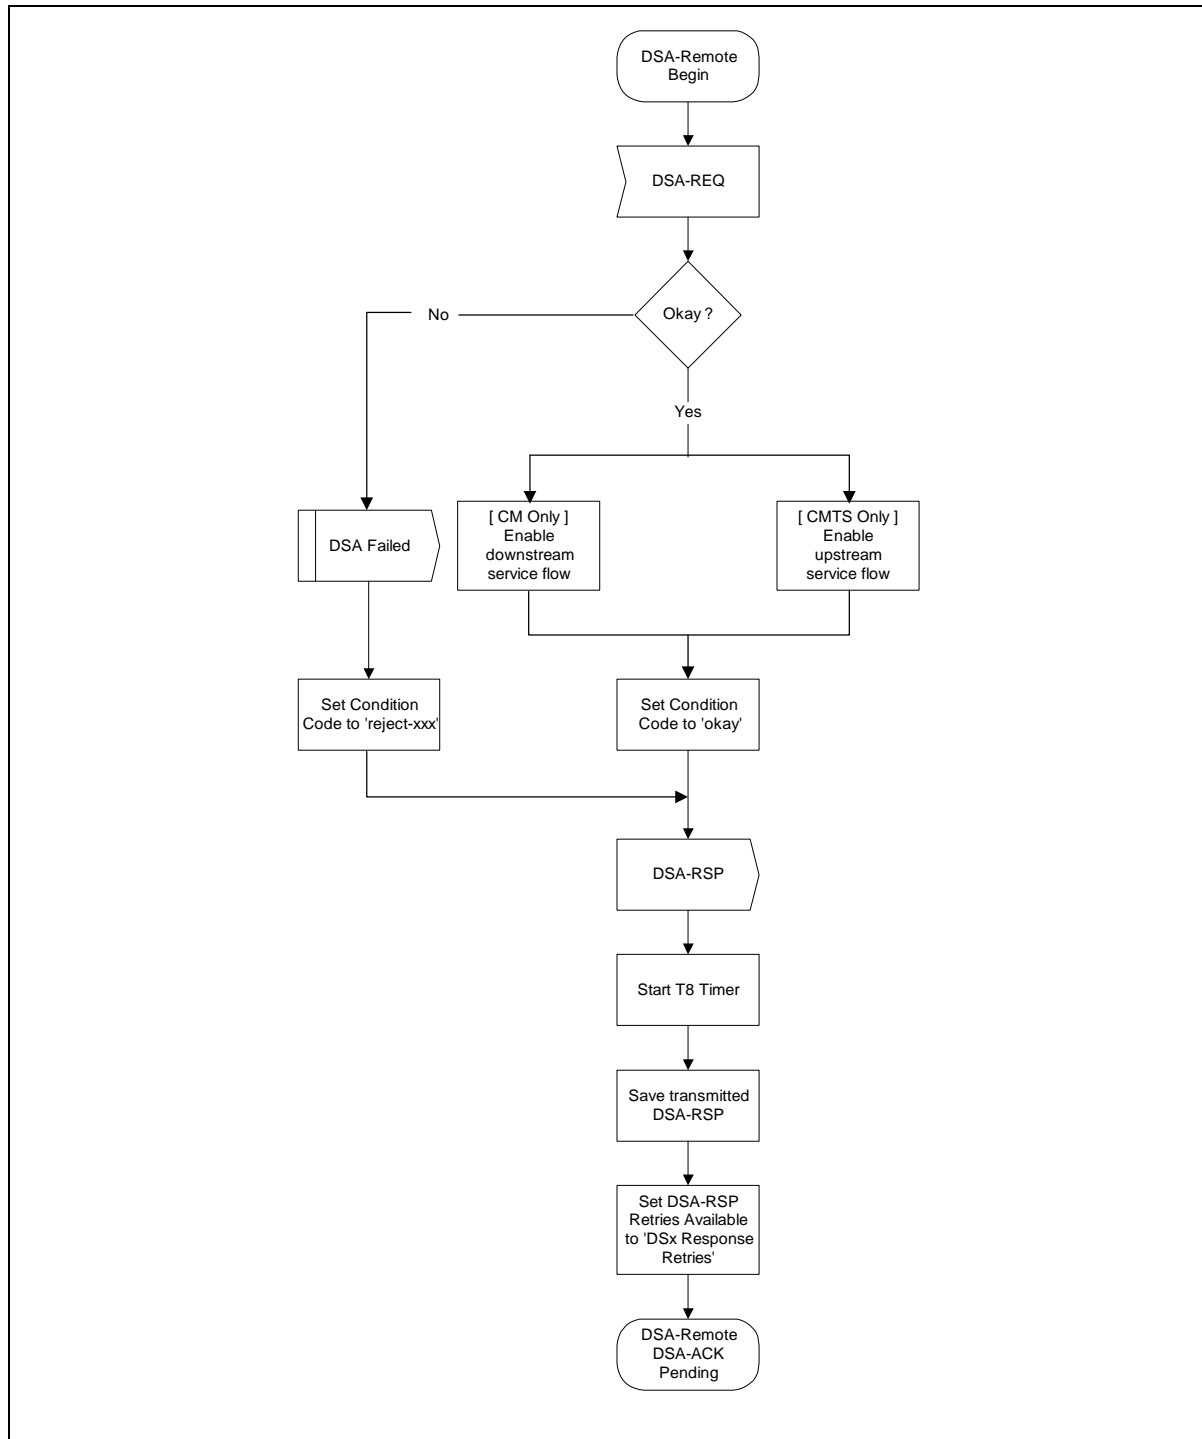 DSA-Remote
Begin
DSA-REQ
Okay ?
No
Yes
[ CM Only ]
Enable
downstream
service flow
[ CMTS Only ]
Enable
upstream
service flow
DSA Failed
Set Condition
Code to 'reject-xxx'
Set Condition
Code to 'okay'
DSA-RSP
Start T8 Timer
Save transmitted
DSA-RSP
Set DSA-RSP
Retries Available
to 'DSx Response
Retries'
DSA-Remote
DSA-ACK
Pending